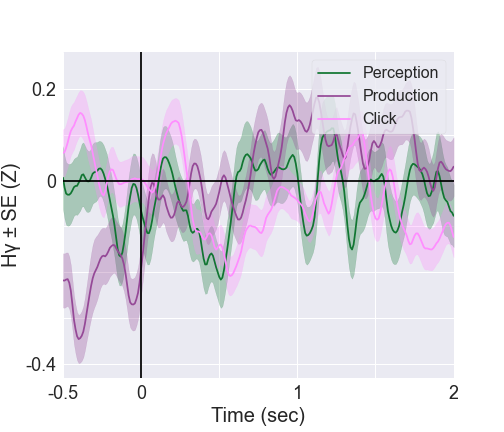 Perception
Production
Click
0.2
0
-0.4
Hγ ± SE (Z)
-0.5
0
1
2
Time (sec)